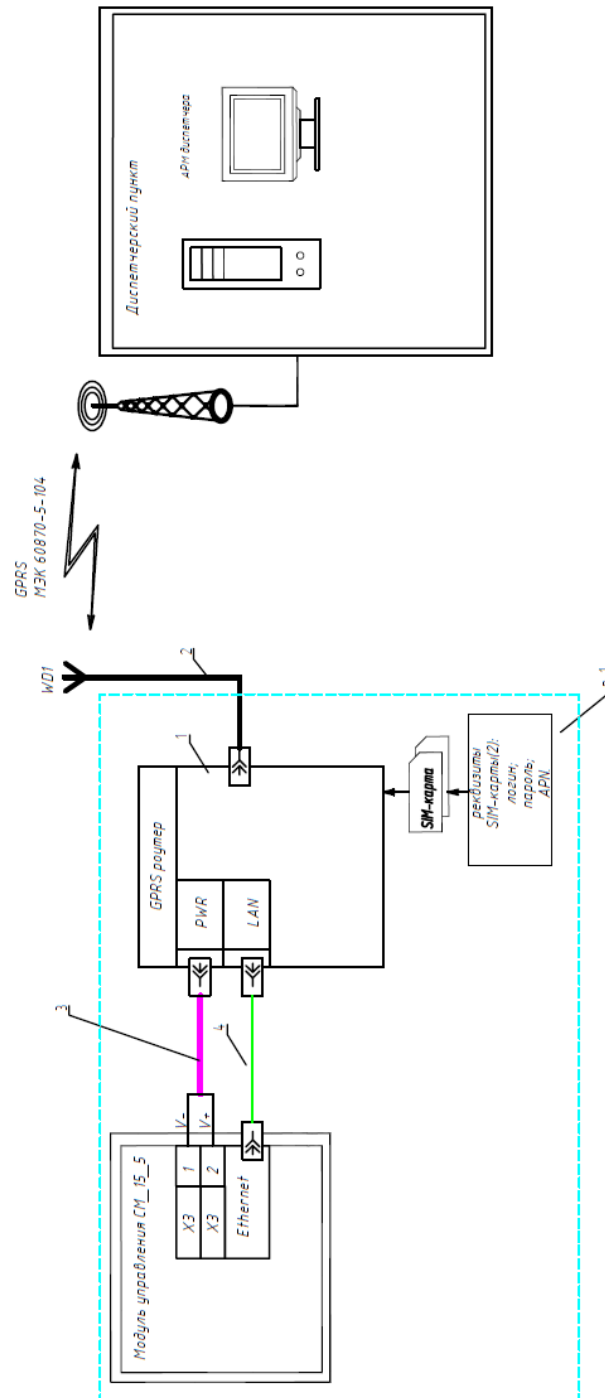 Модуль управления СМ_15_5
X3
1
X3
2
Ethernet
V-
V+
3
4
GPRS роутер
PWR
LAN
1
2
WD1
SIM-карта
реквизиты
SIM-карты(2):
логин;
пароль;
APN.
GPRS
МЭК 60870-5-104
Диспетчерский пункт
АРМ диспетчера